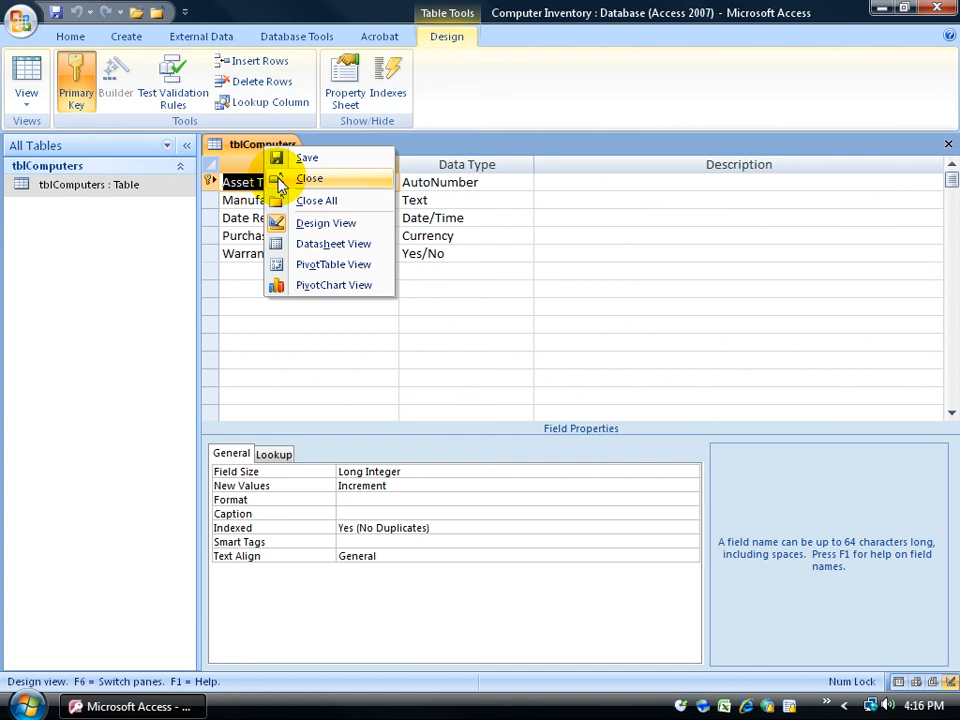 Table Tools
Computer Inventory : Database (Access 2007) - Microsoft Access
Home
Create
External Data
Database Tools
Acrobat
Design
View
Primary
Key
Builder
Test Validation
Rules
Insert Rows
Delete Rows
Lookup Column
Property
Sheet
Indexes
Views
Tools
Show/Hide
All Tables
tblComputers
tblComputers : Table
tblComputers
Data Type
Description
Asset T
AutoNumber
Manufa
Text
Date Re
Date/Time
Purchas
Currency
Warran
Yes/No
Save
Close
Close All
Design View
Datasheet View
PivotTable View
PivotChart View
Field Properties
General
Lookup
Field Size
Long Integer
New Values
Increment
Format
Caption
Indexed
Yes (No Duplicates)
Smart Tags
Text Align
General
A field name can be up to 64 characters long,
including spaces. Press F1 for help on field
names.
Design view. F6 = Switch panes. F1 = Help.
Num Lock
Microsoft Access - ...
4:16 PM